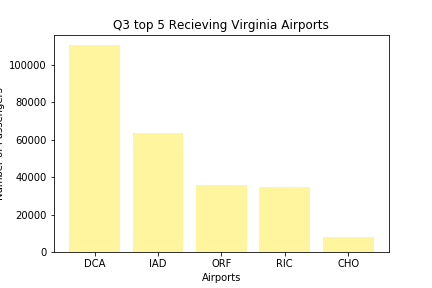 Q3 top 5 Recieving Virginia Airports
Number of Passengers
100000
80000
60000
40000
20000
0
DCA IAD ORF RIC CHO
Airports